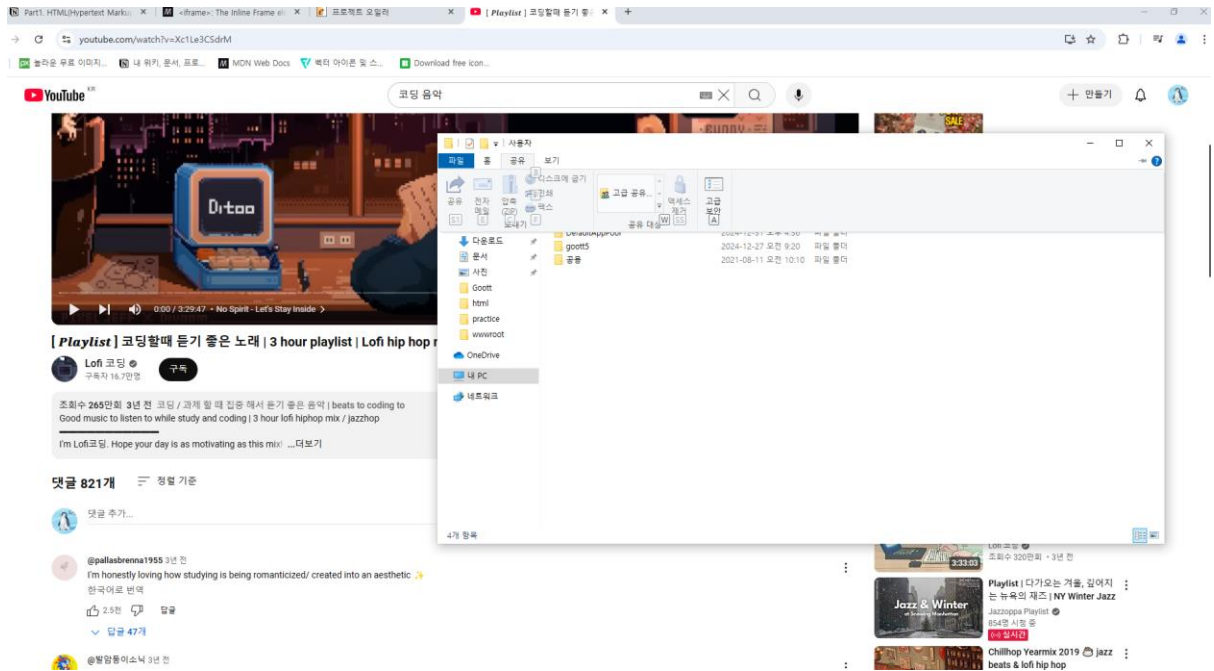 Part1. HTML(Hypertext Marku
<iframe>: The Inline Frame el
프로젝트 오일러
[ Playlist ] 코딩할때 듣기 좋은
youtube.com/watch?v=Xc1Le3CSdrM
놀라운 무료 이미지...
내 위키, 문서, 프로...
MDN Web Docs
벡터 아이콘 및 스...
Download free icon...
YouTube KR
코딩 음악
만들기
Ditoo
0:00 / 3:29:47 • No Spirit - Let's Stay Inside >
[ Playlist ] 코딩할때 듣기 좋은 노래 | 3 hour playlist | Lofi hip hop
Lofi 코딩
구독자 16.7만명
구독
조회수 265만회 3년 전 코딩 / 과제 할 때 집중 해서 듣기 좋은 음악 | beats to coding to
Good music to listen to while study and coding | 3 hour lofi hiphop mix / jazzhop
I'm Lofi코딩. Hope your day is as motivating as this mix! ...더보기
댓글 821개
정렬 기준
댓글 추가...
@pallasbrenna1955 3년 전
I'm honestly loving how studying is being romanticized/ created into an aesthetic
한국어로 번역
2.5천
답글
답글 47개
@발암동이소닉 3년 전
SALE
사용자
파일
홈
공유
보기
공유
전자
메일
압축
(ZIP)
디스크에 굽기
인쇄
팩스
보내기
고급 공유...
공유 대상
액세스
제거
고급
보안
S1
E
F
W
SS
A
다운로드
문서
사진
Goott
html
practice
wwwroot
OneDrive
내 PC
네트워크
DefaultAppPool
goott5
2024-12-27 오전 9:20
파일 폴더
공용
2021-08-11 오전 10:10
파일 폴더
4개 항목
Lofi 코딩
조회수 320만회 • 3년 전
3:33:03
Jazz & Winter
at Snowing Manhattan
Playlist | 다가오는 겨울, 깊어지
는 뉴욕의 재즈 | NY Winter Jazz
Jazzoppa Playlist
854명 시청 중
실시간
Chillhop Yearmix 2019 jazz
beats & lofi hip hop